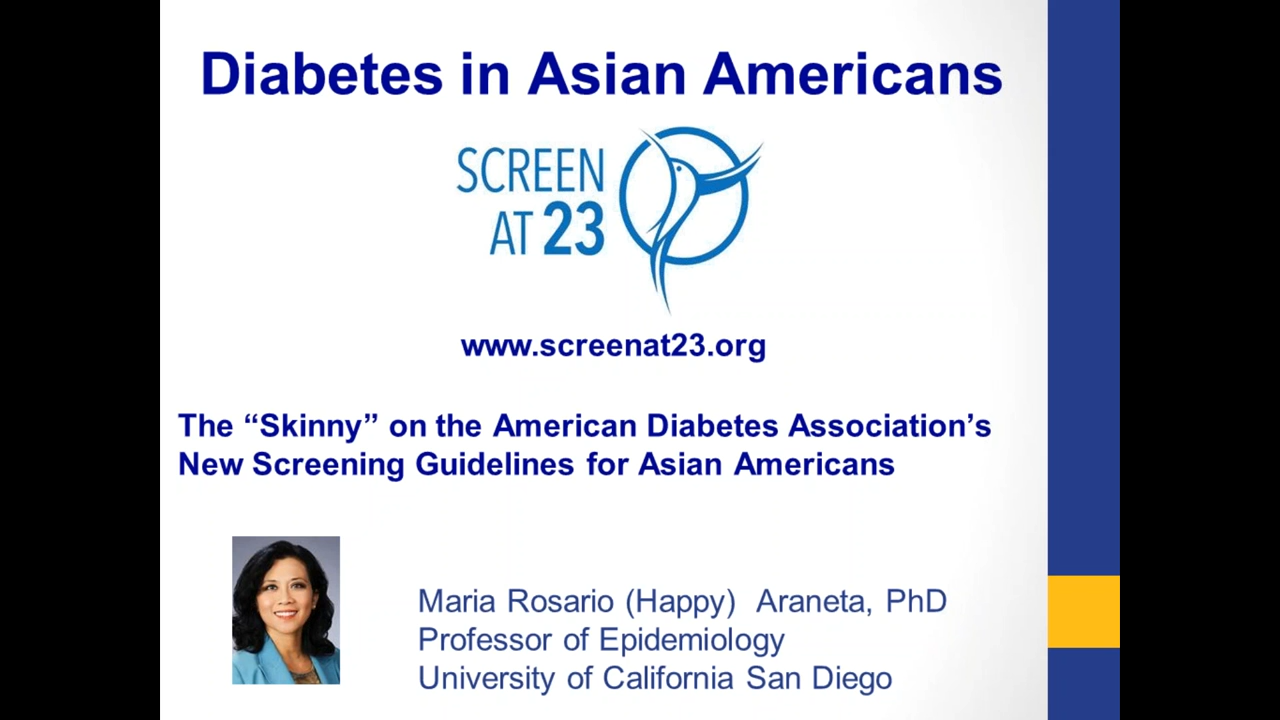 Diabetes in Asian Americans
SCREEN
AT 23
www.screenat23.org
The “Skinny” on the American Diabetes Association’s
New Screening Guidelines for Asian Americans
Maria Rosario (Happy)  Araneta, PhD
Professor of Epidemiology
University of California San Diego